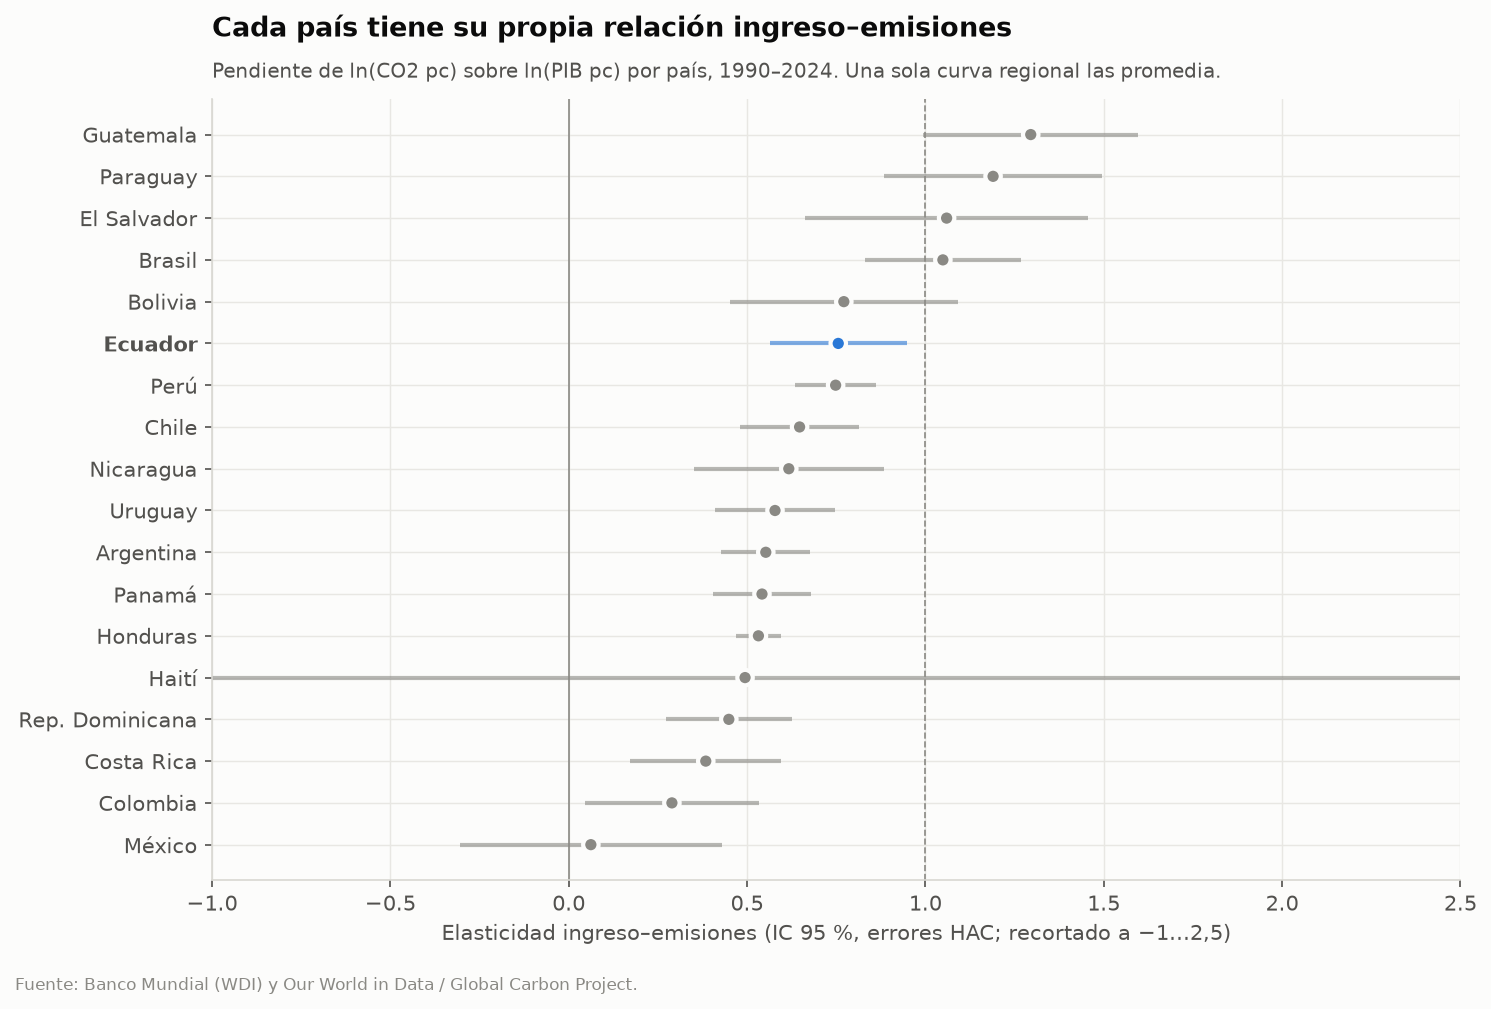 Cada país tiene su propia relación ingreso–emisiones
Pendiente de ln(CO2 pc) sobre ln(PIB pc) por país, 1990–2024. Una sola curva regional las promedia.
Guatemala
Paraguay
El Salvador
Brasil
Bolivia
Ecuador
Perú
Chile
Nicaragua
Uruguay
Argentina
Panamá
Honduras
Haití
Rep. Dominicana
Costa Rica
Colombia
México
−1.0 −0.5 0.0 0.5 1.0 1.5 2.0 2.5
Elasticidad ingreso–emisiones (IC 95 %, errores HAC; recortado a −1…2,5)
Fuente: Banco Mundial (WDI) y Our World in Data / Global Carbon Project.